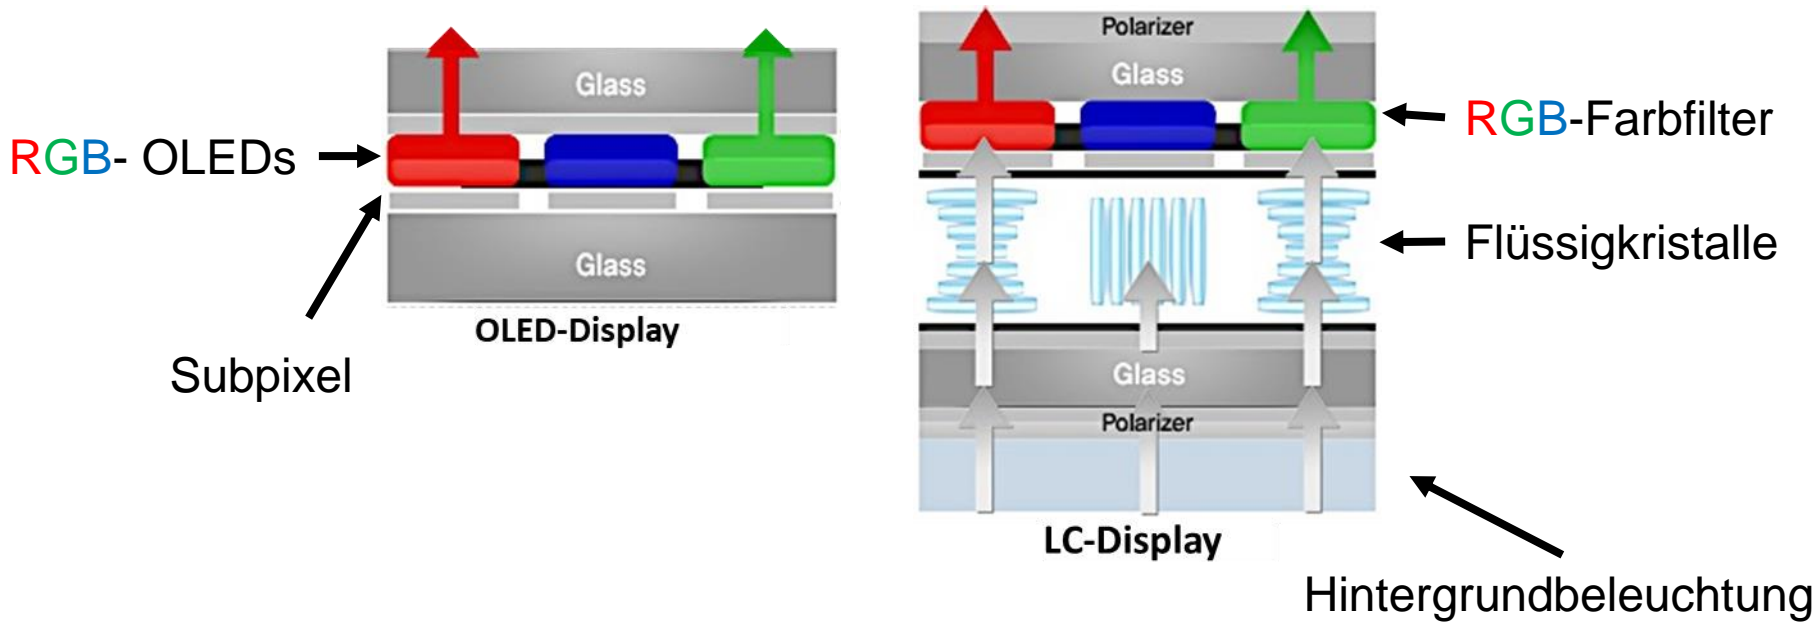 Glass
RGB- OLEDs
Glass
OLED-Display
Subpixel
Polarizer
Glass
RGB-Farbfilter
Flüssigkristalle
Glass
Polarizer
LC-Display
Hintergrundbeleuchtung